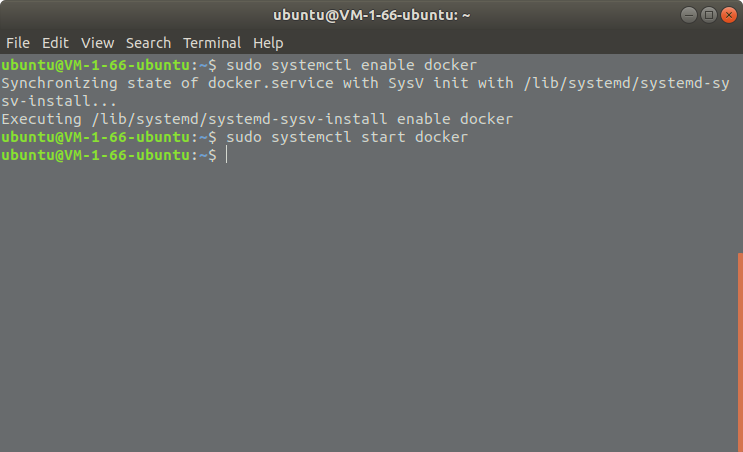 ubuntu@VM-1-66-ubuntu: ~
File Edit View Search Terminal Help
ubuntu@VM-1-66-ubuntu:~$ sudo systemctl enable docker
Synchronizing state of docker.service with SysV init with /lib/systemd/systemd-sy
sv-install...
Executing /lib/systemd/systemd-sysv-install enable docker
ubuntu@VM-1-66-ubuntu:~$ sudo systemctl start docker
ubuntu@VM-1-66-ubuntu:~$